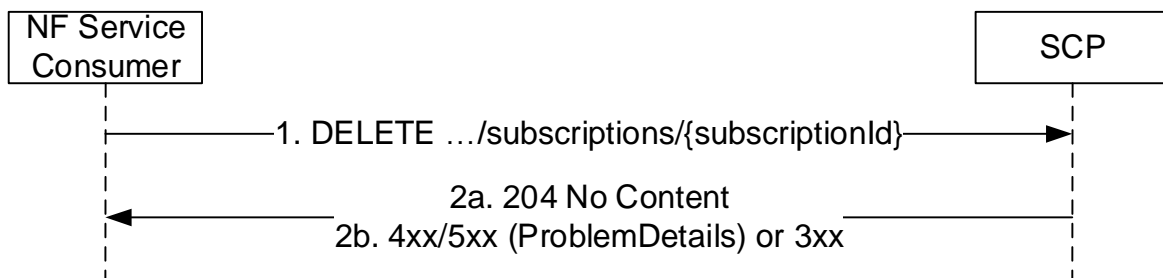 NF Service
Consumer
SCP
1. DELETE …/subscriptions/{subscriptionId}
2a. 204 No Content
2b. 4xx/5xx (ProblemDetails) or 3xx